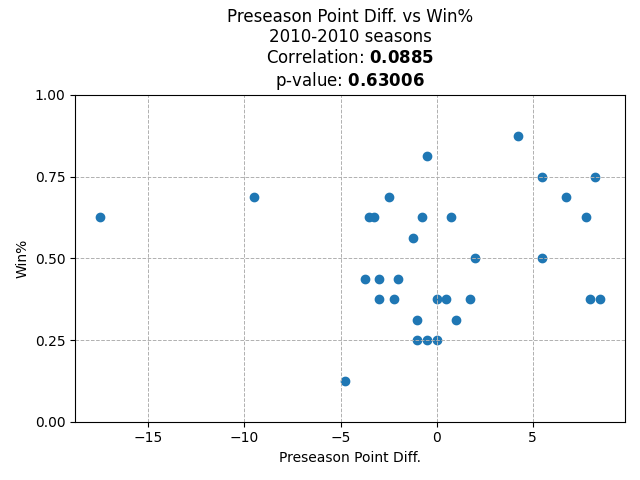 Preseason Point Diff. vs Win%
2010-2010 seasons
Correlation: 0.0885
p-value: 0.63006
1.00
0.75
0.50
0.25
0.00
Win%
−15
−10
−5
0
5
Preseason Point Diff.